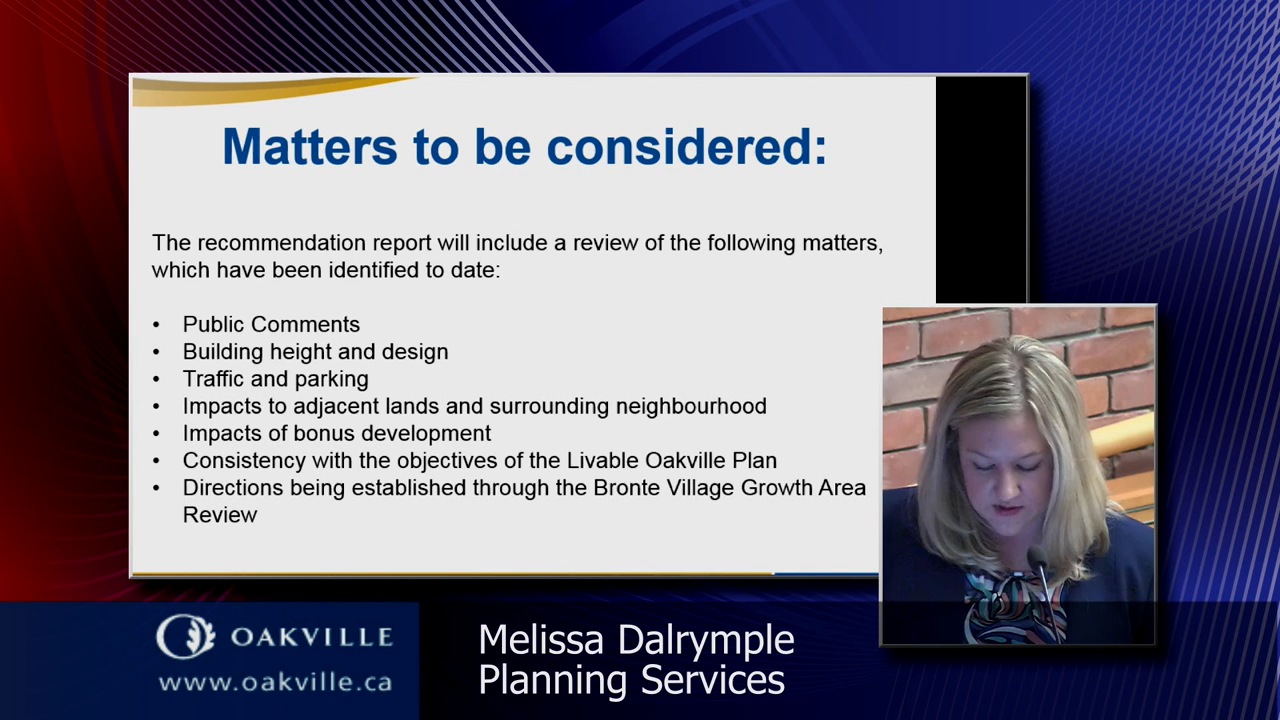 Matters to be considered:
The recommendation report will include a review of the following matters,
which have been identified to date:
• Public Comments
• Building height and design
• Traffic and parking
• Impacts to adjacent lands and surrounding neighbourhood
• Impacts of bonus development
• Consistency with the objectives of the Livable Oakville Plan
• Directions being established through the Bronte Village Growth Area
Review
OAKVILLE
www.oakville.ca
Melissa Dalrymple
Planning Services